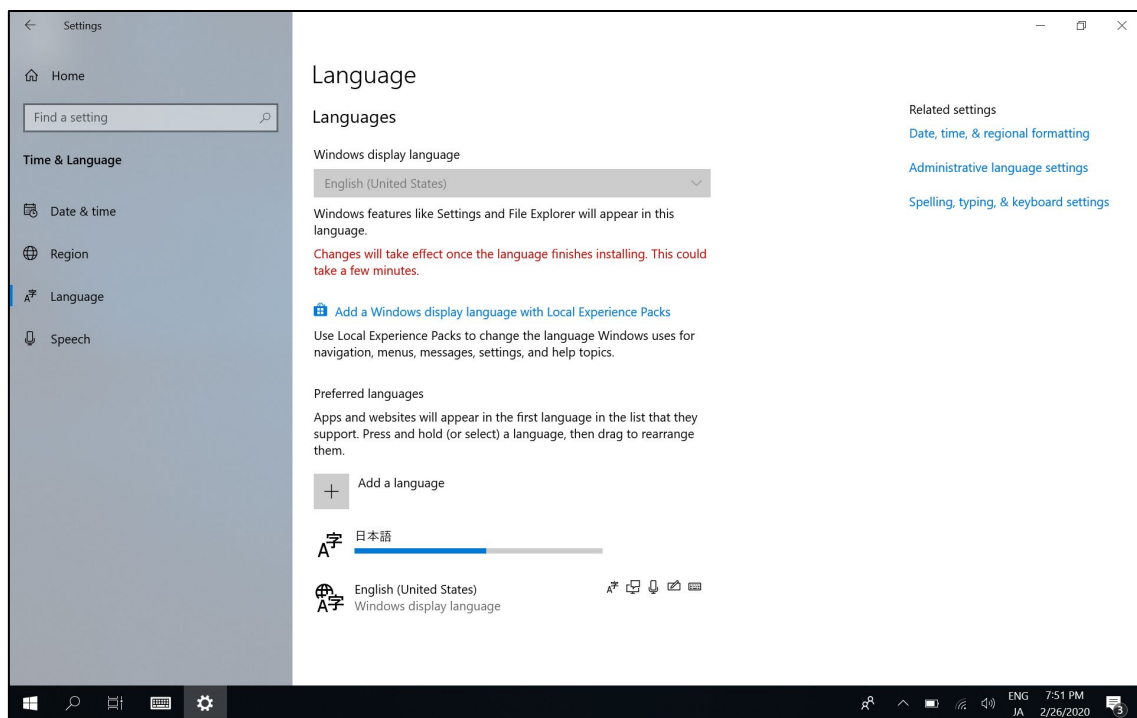 Settings
Home
Find a setting
Time & Language
Date & time
Region
Language
Speech
Language
Languages
Windows display language
English (United States)
Windows features like Settings and File Explorer will appear in this
language.
Changes will take effect once the language finishes installing. This could
take a few minutes.
Add a Windows display language with Local Experience Packs
Use Local Experience Packs to change the language Windows uses for
navigation, menus, messages, settings, and help topics.
Preferred languages
Apps and websites will appear in the first language in the list that they
support. Press and hold (or select) a language, then drag to rearrange
them.
Add a language
A字
日本語
A字
English (United States)
Windows display language
Related settings
Date, time, & regional formatting
Administrative language settings
Spelling, typing, & keyboard settings
ENG
JA
7:51 PM
2/26/2020
3